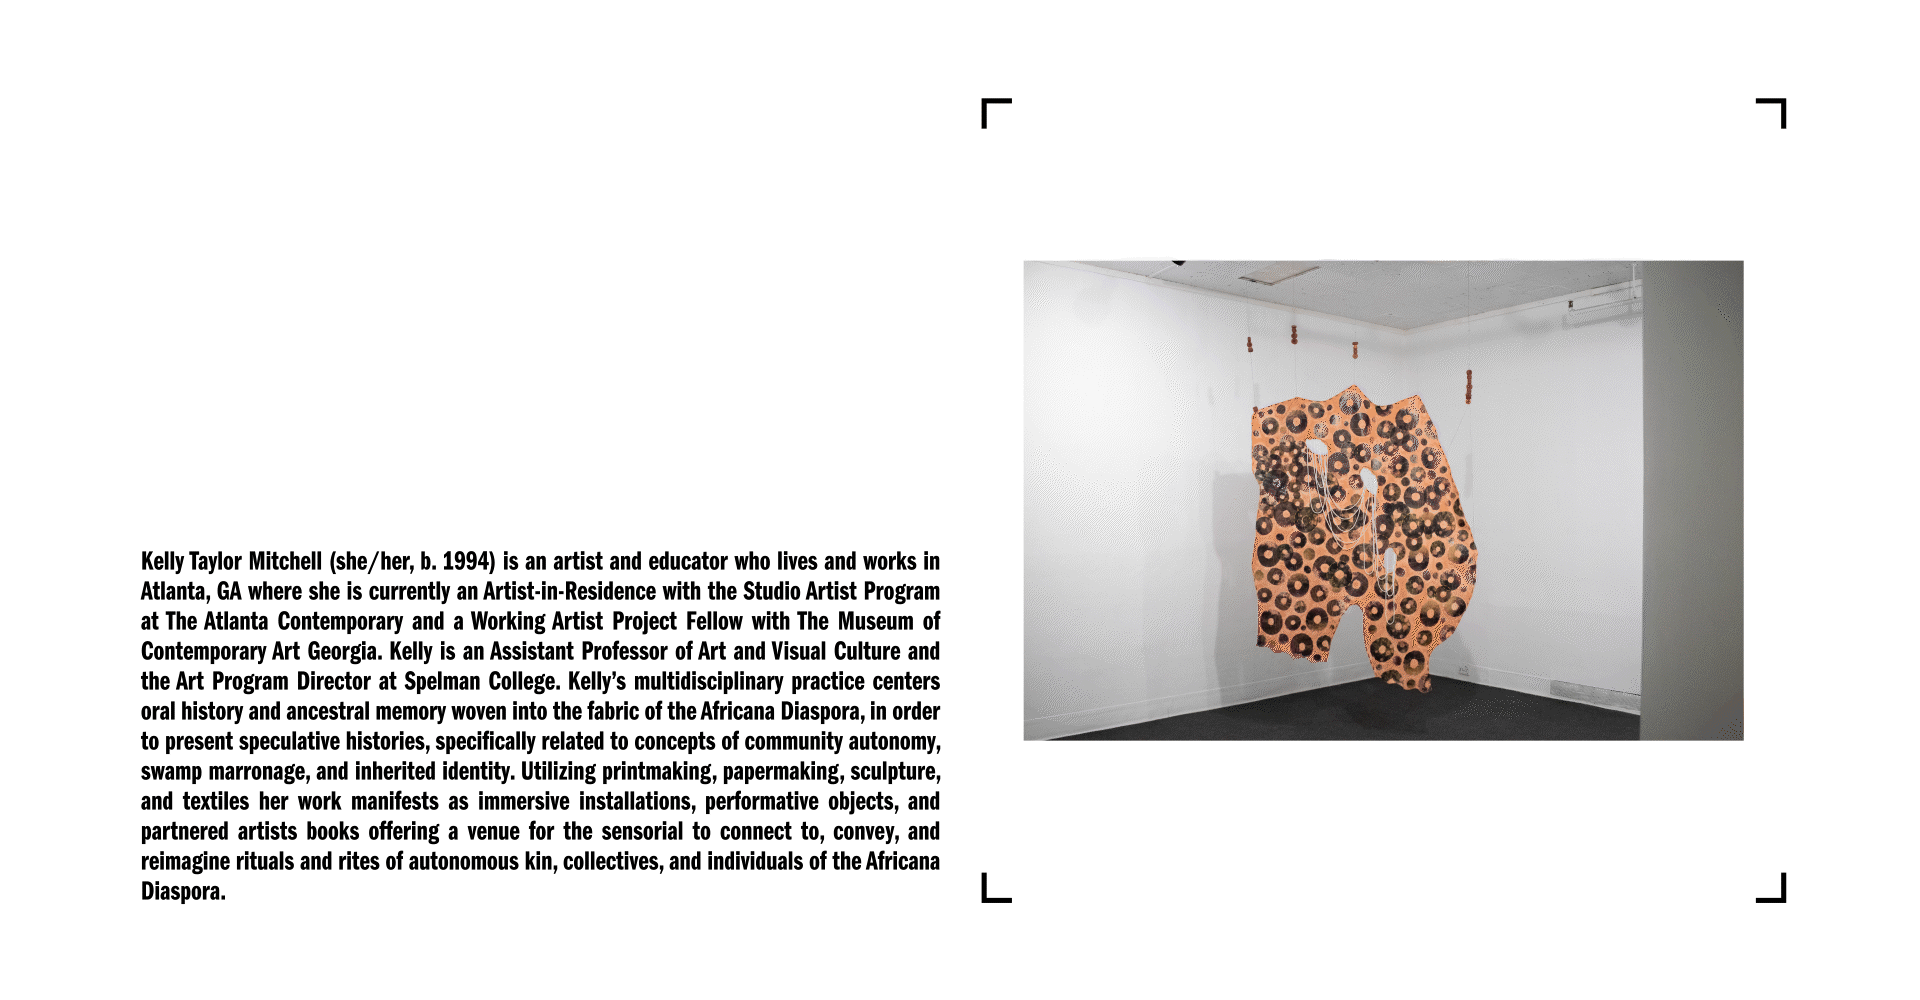 Kelly Taylor Mitchell (she/her, b. 1994) is an artist and educator who lives and works in
Atlanta, GA where she is currently an Artist-in-Residence with the Studio Artist Program
at The Atlanta Contemporary and a Working Artist Project Fellow with The Museum of
Contemporary Art Georgia. Kelly is an Assistant Professor of Art and Visual Culture and
the Art Program Director at Spelman College. Kelly’s multidisciplinary practice centers
oral history and ancestral memory woven into the fabric of the Africana Diaspora, in order
to present speculative histories, specifically related to concepts of community autonomy,
swamp marronage, and inherited identity. Utilizing printmaking, papermaking, sculpture,
and textiles her work manifests as immersive installations, performative objects, and
partnered artists books offering a venue for the sensorial to connect to, convey, and
reimagine rituals and rites of autonomous kin, collectives, and individuals of the Africana
Diaspora.